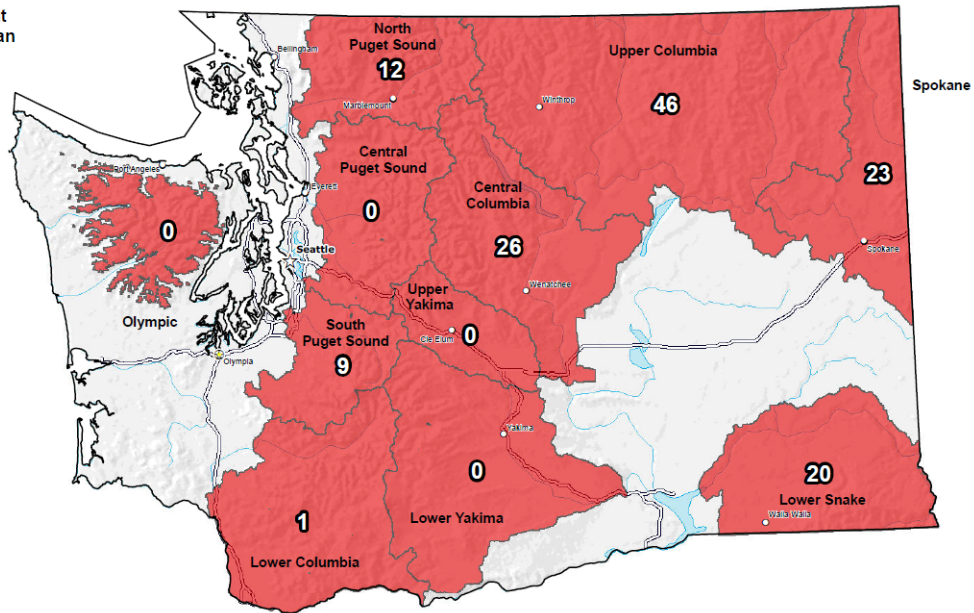 t
an
North
Puget Sound
12
Marblemount
Bellingham
Upper Columbia
46
Winthrop
Spokane
23
Spokane
Port Angeles
0
Olympic
Central
Puget Sound
0
Everett
Seattle
Central
Columbia
26
Wenatchee
Upper
Yakima
0
Cle Elum
South
Puget Sound
9
Olympia
Yakima
0
Lower Yakima
1
Lower Columbia
20
Lower Snake
Walla Walla